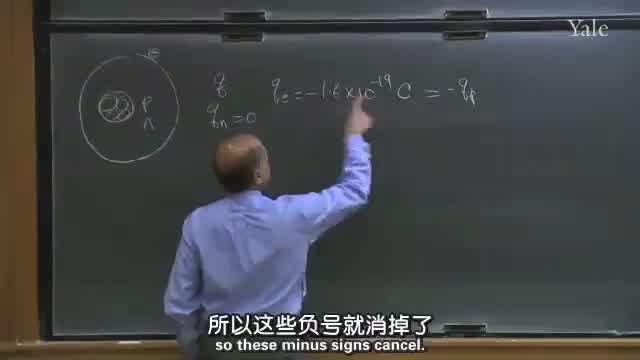 Yale
-e
P
n
q
q_n = 0
q_e = -1.6 × 10^-19 C = -q_p
所以这些负号就消掉了
so these minus signs cancel.